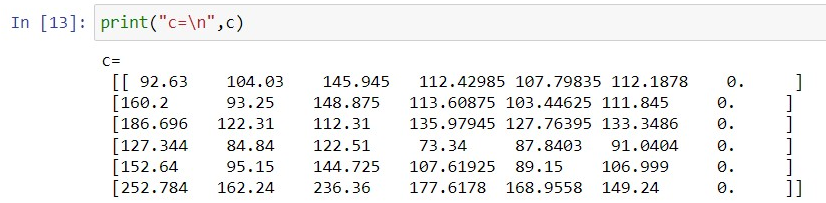 In [13]: print("c=\n",c)
c=
[[ 92.63 104.03 145.945 112.42985 107.79835 112.1878 0. ]
[160.2 93.25 148.875 113.60875 103.44625 111.845 0. ]
[186.696 122.31 112.31 135.97945 127.76395 133.3486 0. ]
[127.344 84.84 122.51 73.34 87.8403 91.0404 0. ]
[152.64 95.15 144.725 107.61925 89.15 106.999 0. ]
[252.784 162.24 236.36 177.6178 168.9558 149.24 0. ]]